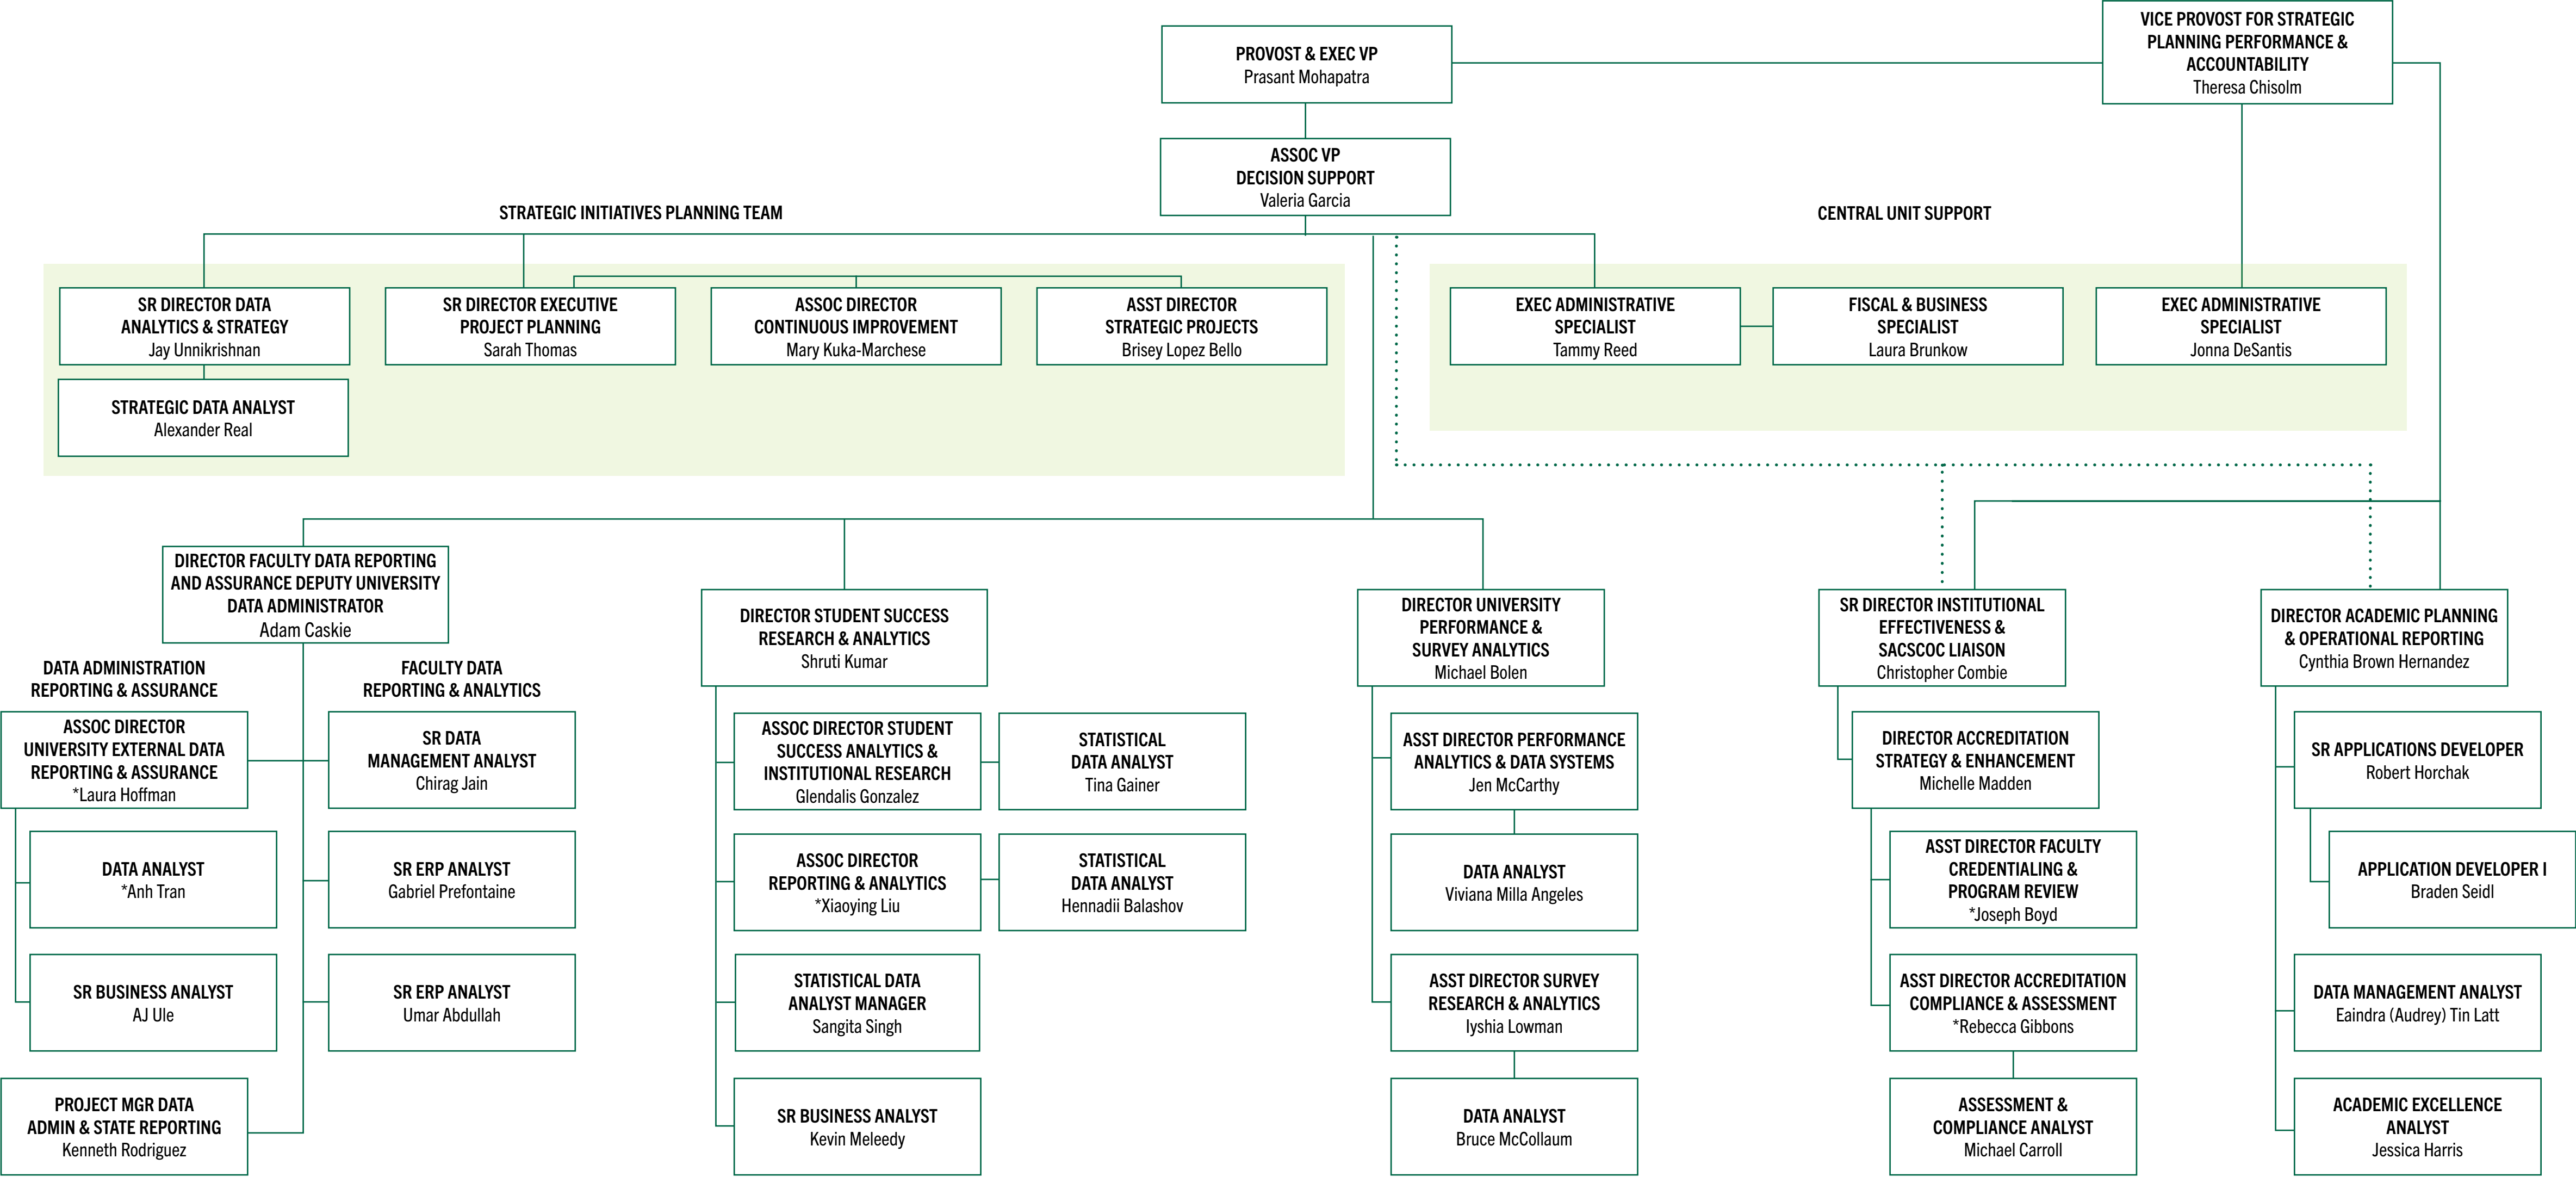 PROVOST & EXEC VP
Prasant Mohapatra
VICE PROVOST FOR STRATEGIC
PLANNING PERFORMANCE &
ACCOUNTABILITY
Theresa Chisolm
ASSOC VP
DECISION SUPPORT
Valeria Garcia
STRATEGIC INITIATIVES PLANNING TEAM
CENTRAL UNIT SUPPORT
SR DIRECTOR DATA
ANALYTICS & STRATEGY
Jay Unnikrishnan
SR DIRECTOR EXECUTIVE
PROJECT PLANNING
Sarah Thomas
ASSOC DIRECTOR
CONTINUOUS IMPROVEMENT
Mary Kuka-Marchese
ASST DIRECTOR
STRATEGIC PROJECTS
Brisey Lopez Bello
EXEC ADMINISTRATIVE
SPECIALIST
Tammy Reed
FISCAL & BUSINESS
SPECIALIST
Laura Brunkow
EXEC ADMINISTRATIVE
SPECIALIST
Jonna DeSantis
STRATEGIC DATA ANALYST
Alexander Real
DIRECTOR FACULTY DATA REPORTING
AND ASSURANCE DEPUTY UNIVERSITY
DATA ADMINISTRATOR
Adam Caskie
DATA ADMINISTRATION
REPORTING & ASSURANCE
FACULTY DATA
REPORTING & ANALYTICS
ASSOC DIRECTOR
UNIVERSITY EXTERNAL DATA
REPORTING & ASSURANCE
*Laura Hoffman
SR DATA
MANAGEMENT ANALYST
Chirag Jain
DATA ANALYST
*Anh Tran
SR ERP ANALYST
Gabriel Prefontaine
SR BUSINESS ANALYST
AJ Ule
SR ERP ANALYST
Umar Abdullah
PROJECT MGR DATA
ADMIN & STATE REPORTING
Kenneth Rodriguez
DIRECTOR STUDENT SUCCESS
RESEARCH & ANALYTICS
Shruti Kumar
ASSOC DIRECTOR STUDENT
SUCCESS ANALYTICS &
INSTITUTIONAL RESEARCH
Glendalis Gonzalez
STATISTICAL
DATA ANALYST
Tina Gainer
ASSOC DIRECTOR
REPORTING & ANALYTICS
*Xiaoying Liu
STATISTICAL
DATA ANALYST
Hennadii Balashov
STATISTICAL DATA
ANALYST MANAGER
Sangita Singh
SR BUSINESS ANALYST
Kevin Meleedy
DIRECTOR UNIVERSITY
PERFORMANCE &
SURVEY ANALYTICS
Michael Bolen
ASST DIRECTOR PERFORMANCE
ANALYTICS & DATA SYSTEMS
Jen McCarthy
DATA ANALYST
Viviana Milla Angeles
ASST DIRECTOR SURVEY
RESEARCH & ANALYTICS
Iyshia Lowman
DATA ANALYST
Bruce McCollaum
SR DIRECTOR INSTITUTIONAL
EFFECTIVENESS &
SACSCOC LIAISON
Christopher Combie
DIRECTOR ACCREDITATION
STRATEGY & ENHANCEMENT
Michelle Madden
ASST DIRECTOR FACULTY
CREDENTIALING &
PROGRAM REVIEW
*Joseph Boyd
ASST DIRECTOR ACCREDITATION
COMPLIANCE & ASSESSMENT
*Rebecca Gibbons
ASSESSMENT &
COMPLIANCE ANALYST
Michael Carroll
DIRECTOR ACADEMIC PLANNING
& OPERATIONAL REPORTING
Cynthia Brown Hernandez
SR APPLICATIONS DEVELOPER
Robert Horchak
APPLICATION DEVELOPER I
Braden Seidl
DATA MANAGEMENT ANALYST
Eaindra (Audrey) Tin Latt
ACADEMIC EXCELLENCE
ANALYST
Jessica Harris